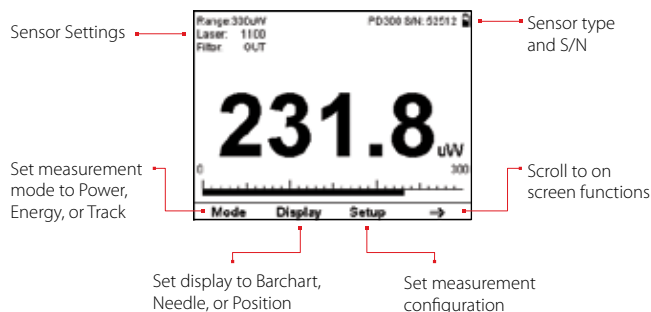 Range:300uW
PD300 S/N: 52512
Laser: 1100
Filter: OUT
Sensor Settings
Sensor type
and S/N
231.8 uW
0
300
Set measurement
mode to Power,
Energy, or Track
Scroll to on
screen functions
Mode Display Setup
Set display to Barchart,
Needle, or Position
Set measurement
configuration